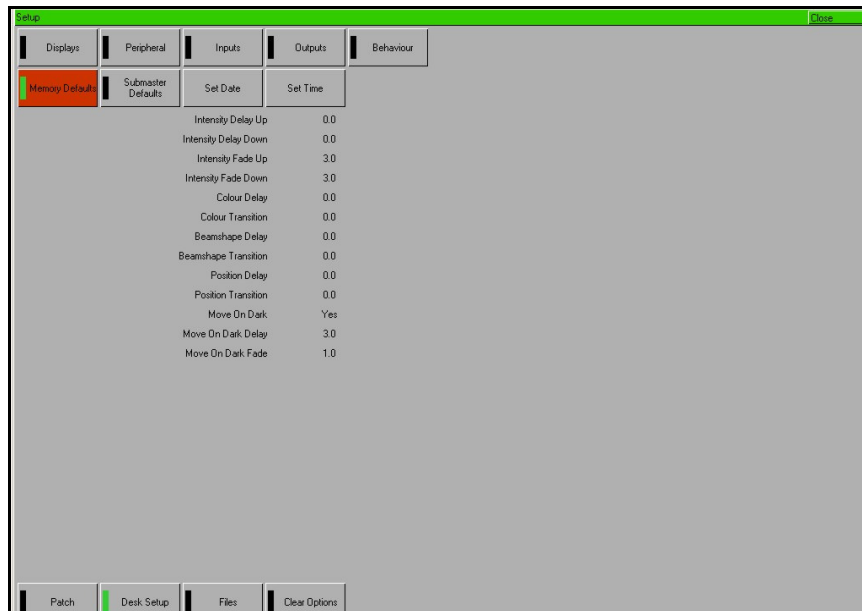 Setup Close
Displays Peripheral Inputs Outputs Behaviour
Memory Defaults Submaster Defaults Set Date Set Time
Intensity Delay Up 0.0
Intensity Delay Down 0.0
Intensity Fade Up 3.0
Intensity Fade Down 3.0
Colour Delay 0.0
Colour Transition 0.0
Beamshape Delay 0.0
Beamshape Transition 0.0
Position Delay 0.0
Position Transition 0.0
Move On Dark Yes
Move On Dark Delay 3.0
Move On Dark Fade 1.0
Patch Desk Setup Files Clear Options